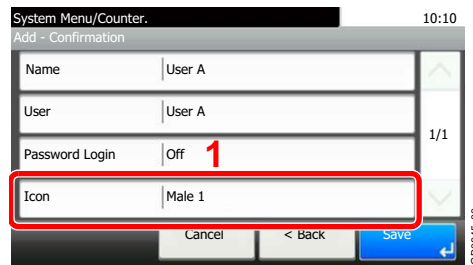 System Menu/Counter. 10:10
Add - Confirmation
Name User A
User User A
1/1
Password Login Off 1
Icon Male 1
Cancel < Back Save